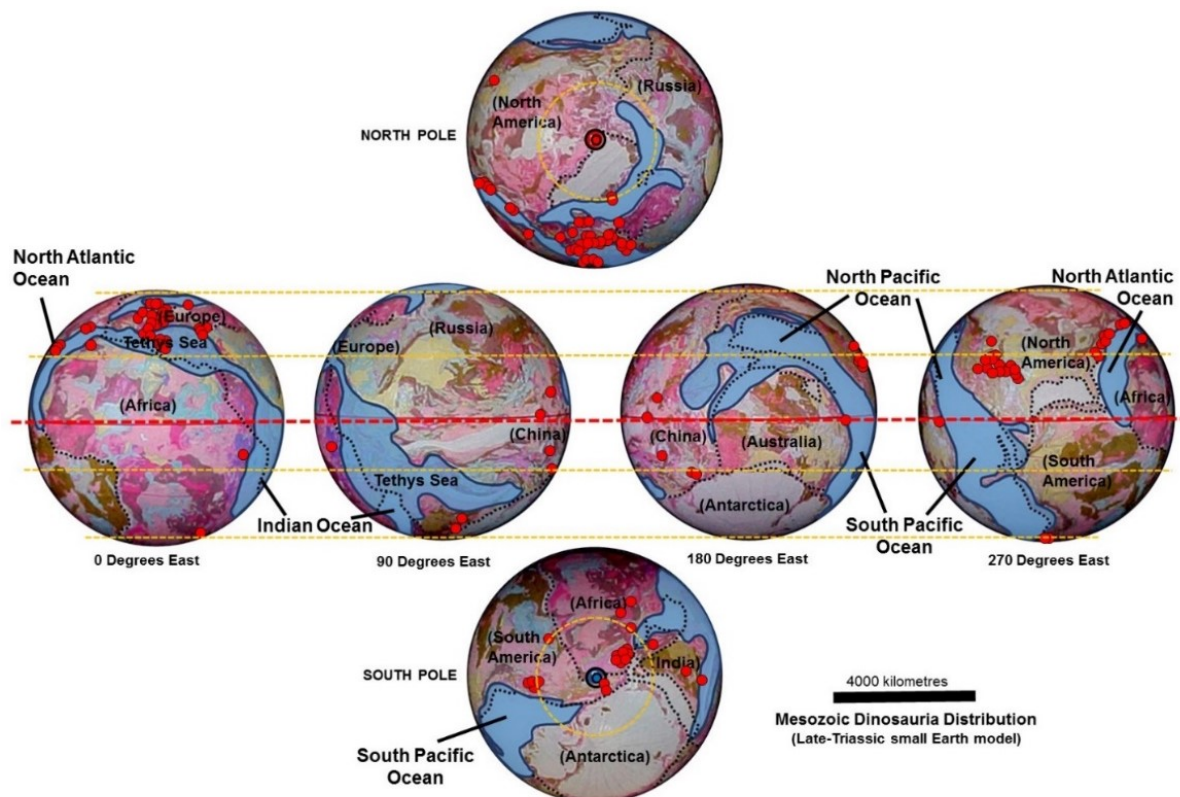 (North
America)
(Russia)
NORTH POLE
North Atlantic
Ocean
(Europe)
Tethys Sea
(Africa)
Indian Ocean
0 Degrees East
(Russia)
(Europe)
(China)
Tethys Sea
90 Degrees East
North Pacific
Ocean
(China)
(Australia)
(Antarctica)
South Pacific
Ocean
180 Degrees East
North Atlantic
Ocean
(North
America)
(Africa)
(South
America)
270 Degrees East
(Africa)
(South
America)
(India)
SOUTH POLE
South Pacific
Ocean
(Antarctica)
4000 kilometres
Mesozoic Dinosauria Distribution
(Late-Triassic small Earth model)